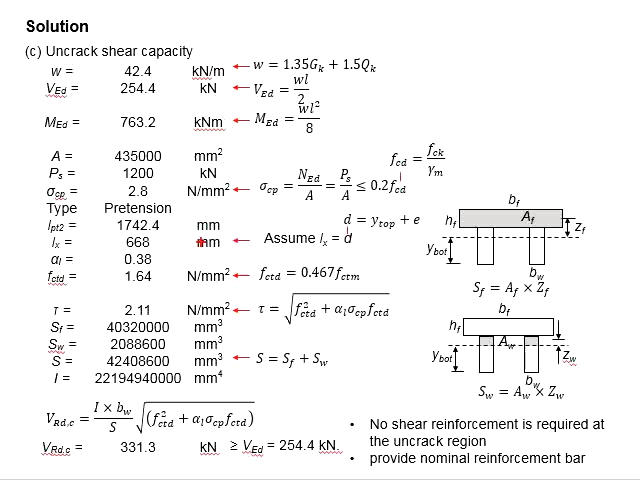 Solution
(c) Uncrack shear capacity
w = 42.4 kN/m w = 1.35G_k + 1.5Q_k
V_Ed = 254.4 kN V_Ed = wl/2
M_Ed = 763.2 kNm M_Ed = wl²/8
f_cd = f_ck/γ_m
A = 435000 mm²
P_s = 1200 kN
σ_cp = 2.8 N/mm² σ_cp = N_Ed/A = P_s/A ≤ 0.2f_cd
Type Pretension
l_pt2 = 1742.4 mm d = y_top + e
l_x = 668 mm Assume l_x = d
α_l = 0.38
f_ctd = 1.64 N/mm² f_ctd = 0.467f_ctm
τ = 2.11 N/mm² τ = √(f²_ctd + α_lσ_cpf_ctd)
S_f = 40320000 mm³
S_w = 2088600 mm³
S = 42408600 mm³ S = S_f + S_w
I = 22194940000 mm⁴
b_f
h_f A_f z_f
y_bot
b_w
S_f = A_f × Z_f
b_f
h_f
A_w
y_bot z_w
b_w
S_w = A_w × Z_w
V_Rd,c = I × b_w/S √(f²_ctd + α_lσ_cpf_ctd)
V_Rd.c = 331.3 kN ≥ V_Ed = 254.4 kN.
• No shear reinforcement is required at
the uncrack region
• provide nominal reinforcement bar